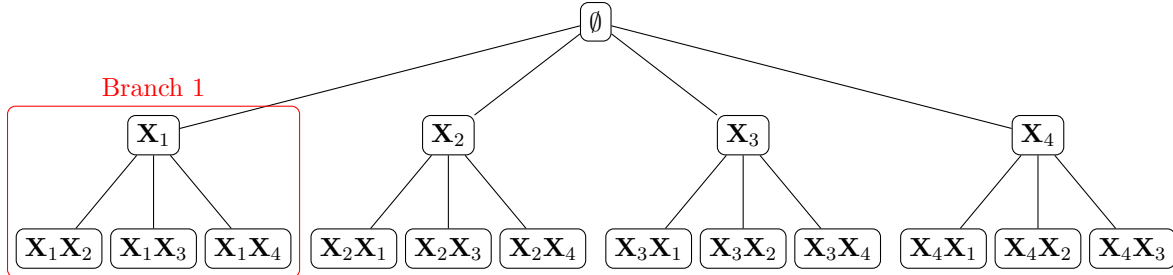 ∅
Branch 1
X₁ X₂ X₃ X₄
X₁X₂ X₁X₃ X₁X₄ X₂X₁ X₂X₃ X₂X₄ X₃X₁ X₃X₂ X₃X₄ X₄X₁ X₄X₂ X₄X₃